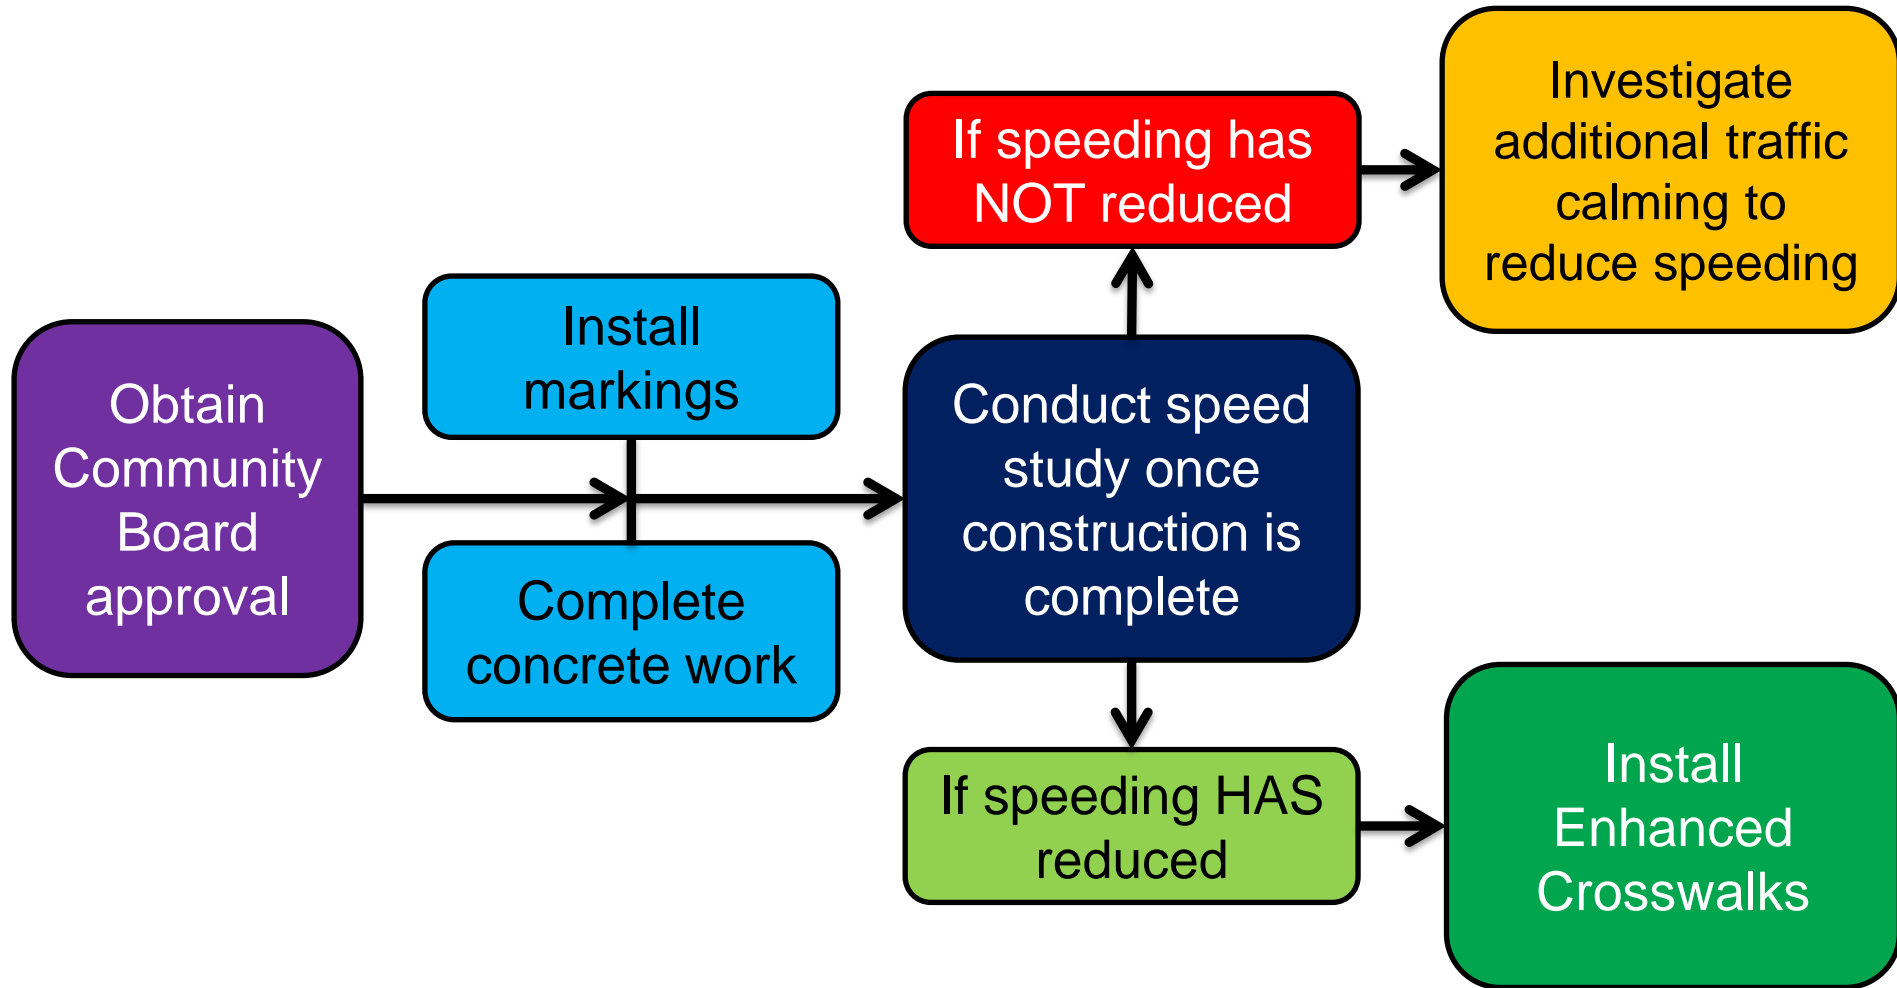 Obtain
Community
Board
approval
Install
markings
Complete
concrete work
Conduct speed
study once
construction is
complete
If speeding has
NOT reduced
Investigate
additional traffic
calming to
reduce speeding
If speeding HAS
reduced
Install
Enhanced
Crosswalks